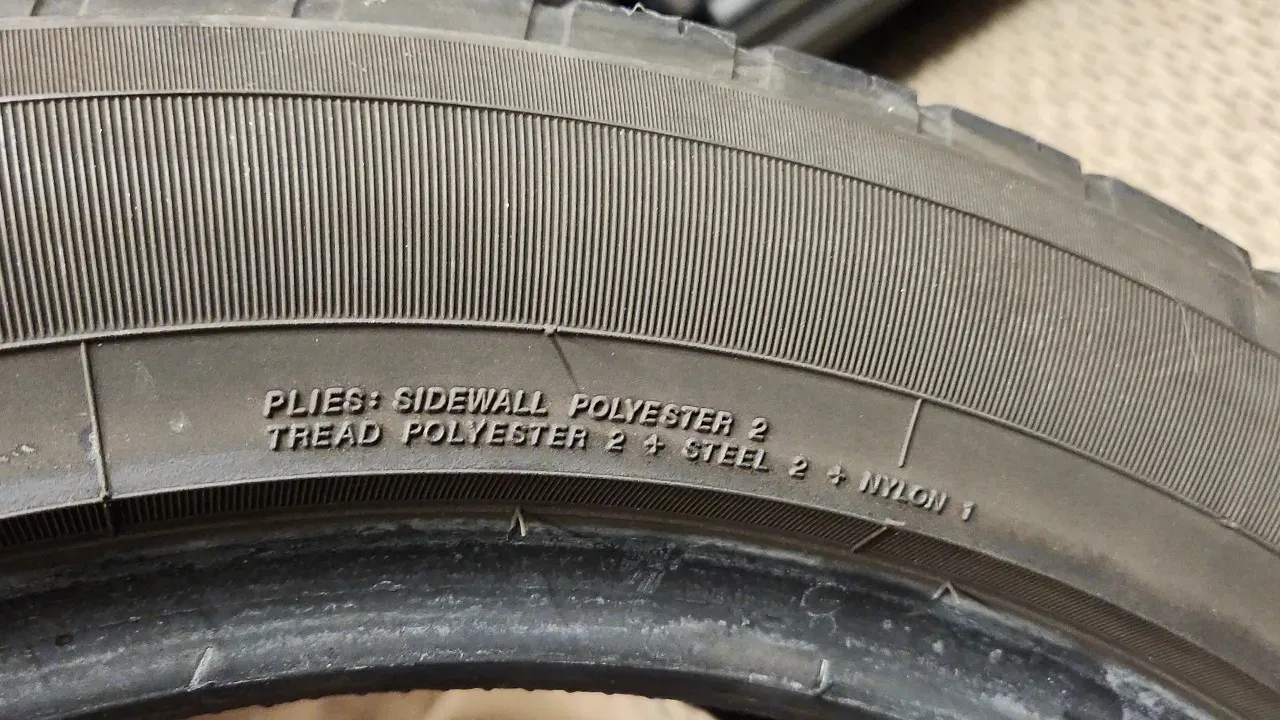 PLIES: SIDEWALL POLYESTER 2
TREAD POLYESTER 2 + STEEL 2 + NYLON 1